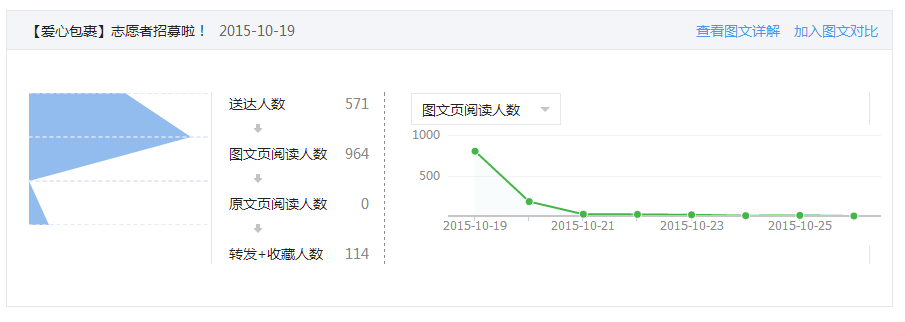 【爱心包裹】志愿者招募啦！ 2015-10-19 查看图文详解 加入图文对比
送达人数 571
图文页阅读人数 964
原文页阅读人数 0
转发+收藏人数 114
图文页阅读人数
1000
500
2015-10-19 2015-10-21 2015-10-23 2015-10-25